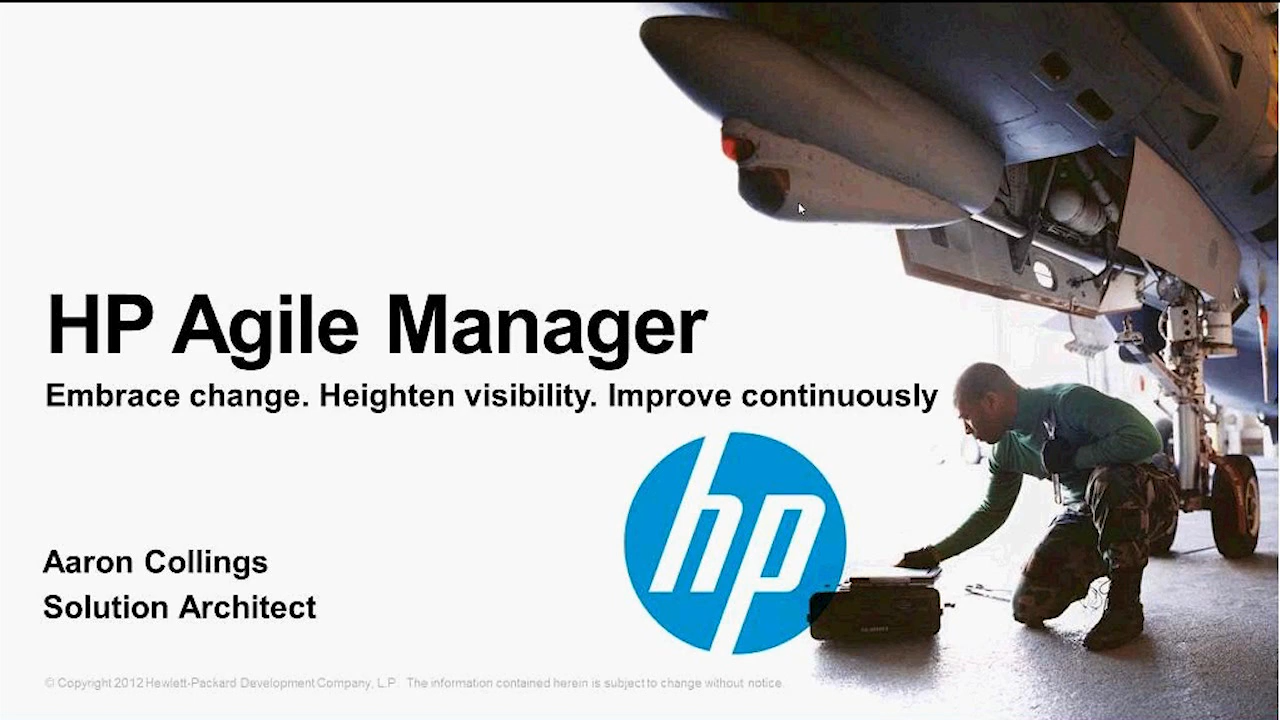 HP Agile Manager
Embrace change. Heighten visibility. Improve continuously
hp
Aaron Collings
Solution Architect
© Copyright 2012 Hewlett-Packard Development Company, L.P. The information contained herein is subject to change without notice.